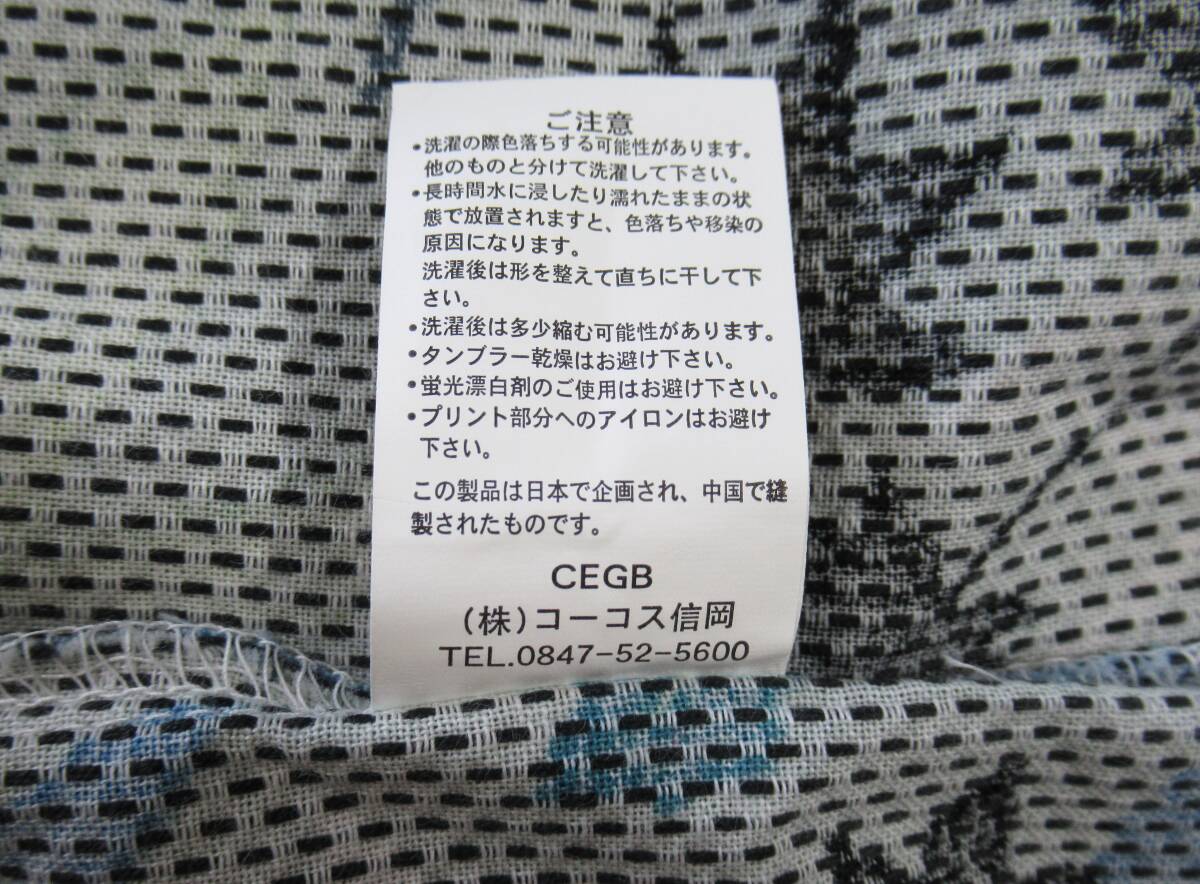 ご注意
•洗濯の際色落ちする可能性があります。
他のものと分けて洗濯して下さい。
•長時間水に浸したり濡れたままの状
態で放置されますと、色落ちや移染の
原因になります。
洗濯後は形を整えて直ちに干して下
さい。
•洗濯後は多少縮む可能性があります。
•タンブラー乾燥はお避け下さい。
•蛍光漂白剤のご使用はお避け下さい。
•プリント部分へのアイロンはお避け
下さい。
この製品は日本で企画され、中国で縫
製されたものです。
CEGB
(株)コーコス信岡
TEL.0847-52-5600